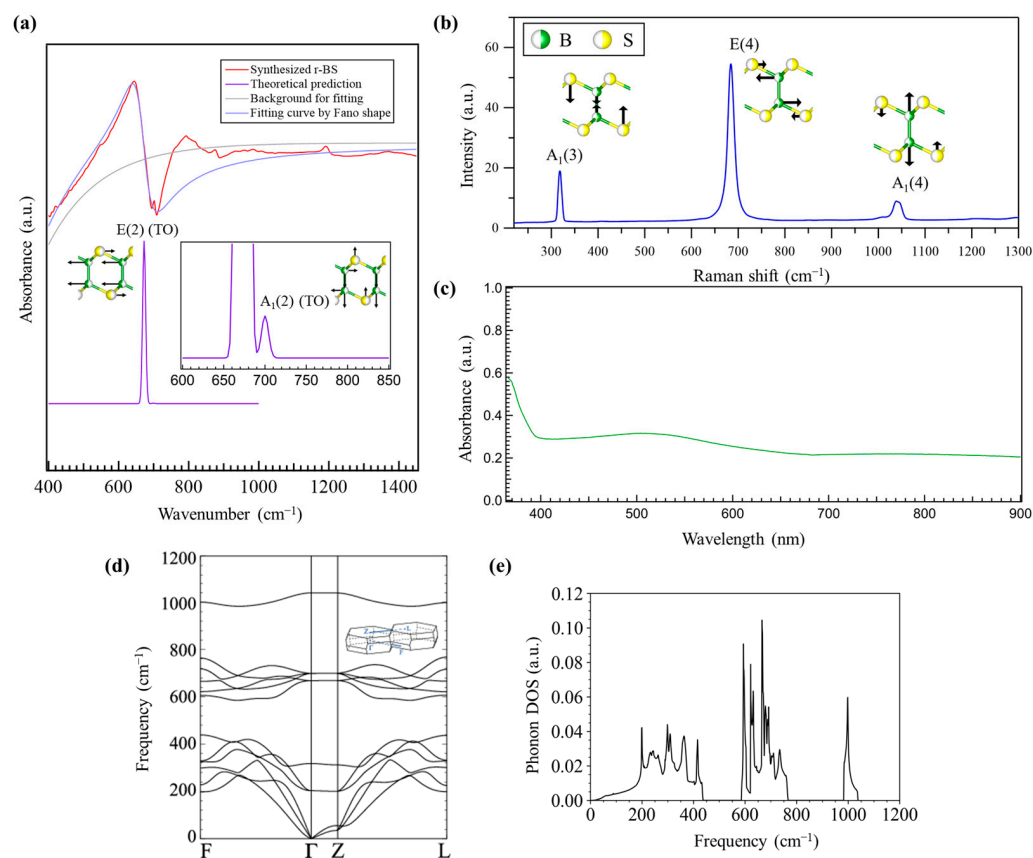 (a)
Synthesized r-BS
Theoretical prediction
Background for fitting
Fitting curve by Fano shape
E(2) (TO)
A₁(2) (TO)
600 650 700 750 800 850
Absorbance (a.u.)
400 600 800 1000 1200 1400
Wavenumber (cm⁻¹)
(b)
B S
E(4)
A₁(3)
A₁(4)
60
40
20
0
Intensity (a.u.)
300 400 500 600 700 800 900 1000 1100 1200 1300
Raman shift (cm⁻¹)
(c)
1.0
0.8
0.6
0.4
0.2
0.0
Absorbance (a.u.)
400 500 600 700 800 900
Wavelength (nm)
(d)
1200
1000
800
600
400
200
0
Frequency (cm⁻¹)
Z L
Γ F
F Γ Z L
(e)
0.12
0.10
0.08
0.06
0.04
0.02
0.00
Phonon DOS (a.u.)
0 200 400 600 800 1000 1200
Frequency (cm⁻¹)